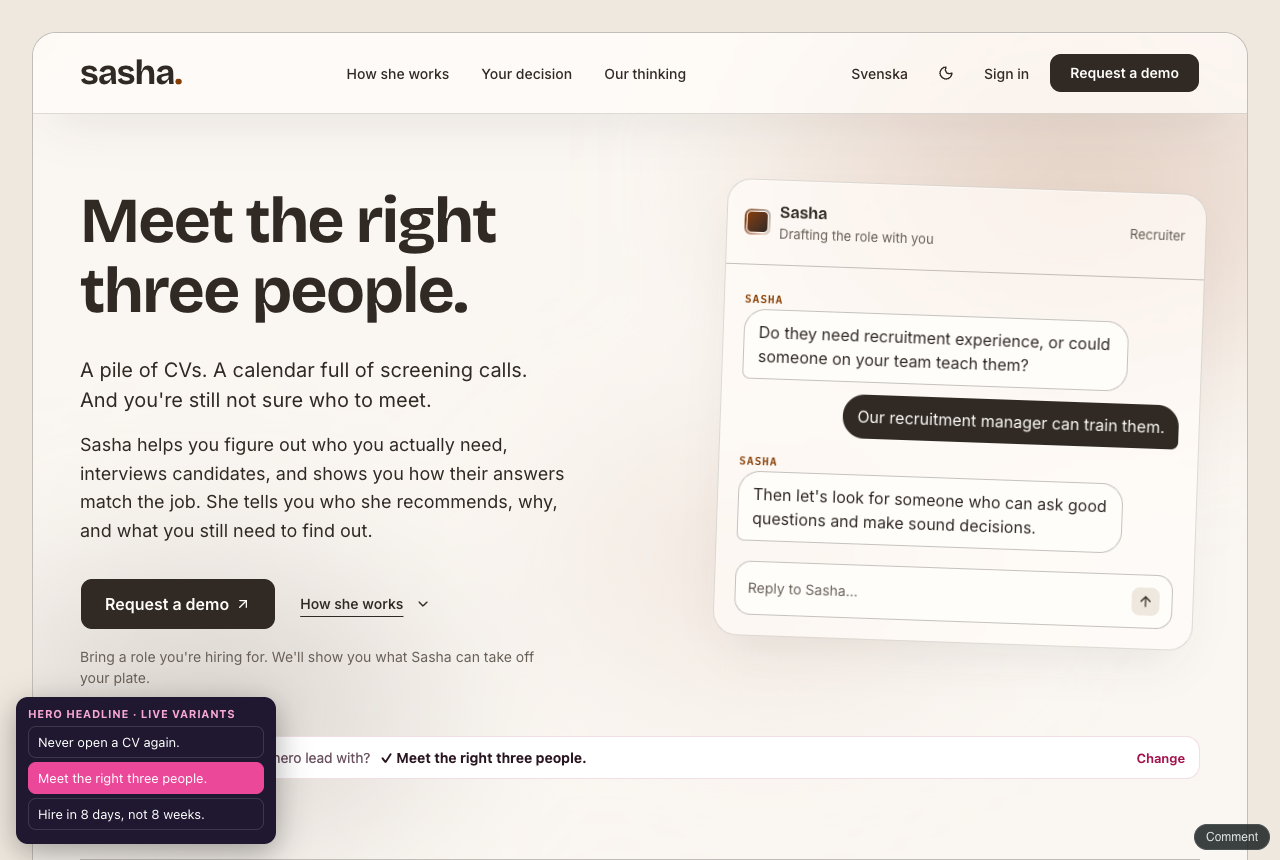 sasha.
How she works
Your decision
Our thinking
Svenska
Sign in
Request a demo
Meet the right
three people.
A pile of CVs. A calendar full of screening calls.
And you're still not sure who to meet.
Sasha helps you figure out who you actually need,
interviews candidates, and shows you how their answers
match the job. She tells you who she recommends, why,
and what you still need to find out.
Request a demo
How she works
Bring a role you're hiring for. We'll show you what Sasha can take off
your plate.
Sasha
Drafting the role with you
Recruiter
SASHA
Do they need recruitment experience, or could
someone on your team teach them?
Our recruitment manager can train them.
SASHA
Then let's look for someone who can ask good
questions and make sound decisions.
Reply to Sasha...
HERO HEADLINE · LIVE VARIANTS
Never open a CV again.
Meet the right three people.
Hire in 8 days, not 8 weeks.
hero lead with? ✓ Meet the right three people.
Change
Comment